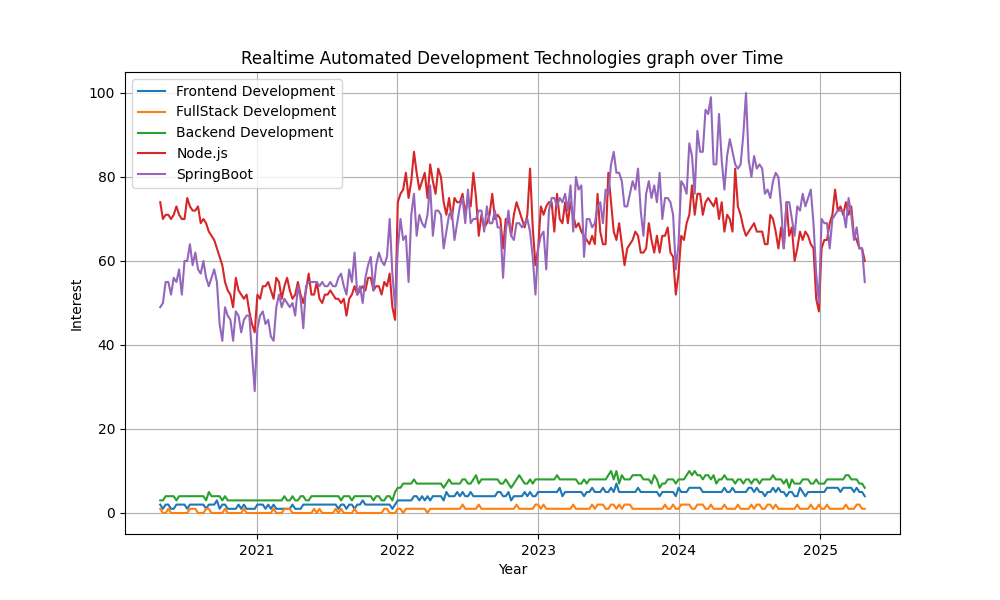 Realtime Automated Development Technologies graph over Time
Frontend Development
FullStack Development
Backend Development
Node.js
SpringBoot
100
80
60
40
20
0
Interest
2021 2022 2023 2024 2025
Year